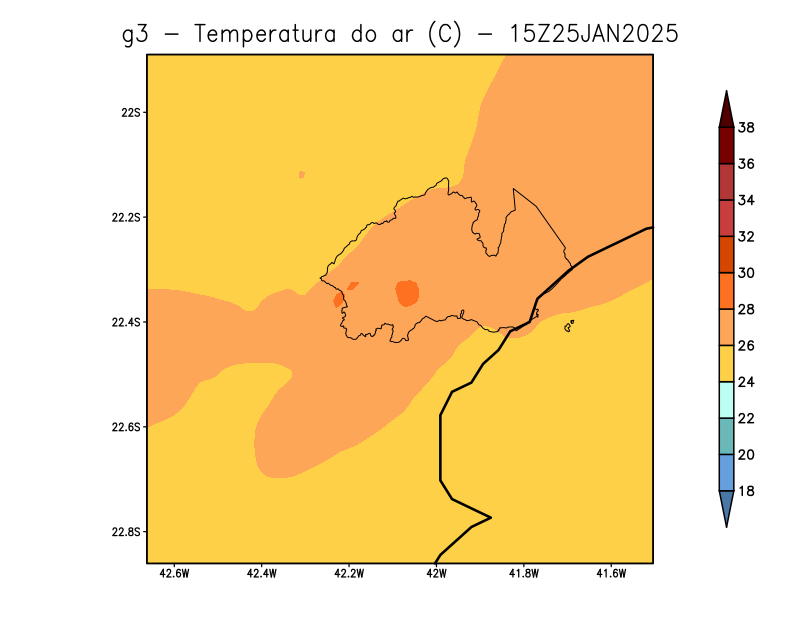 g3 − Temperatura do ar (C) − 15Z25JAN2025
22S
22.2S
22.4S
22.6S
22.8S
42.6W
42.4W
42.2W
42W
41.8W
41.6W
38
36
34
32
30
28
26
24
22
20
18